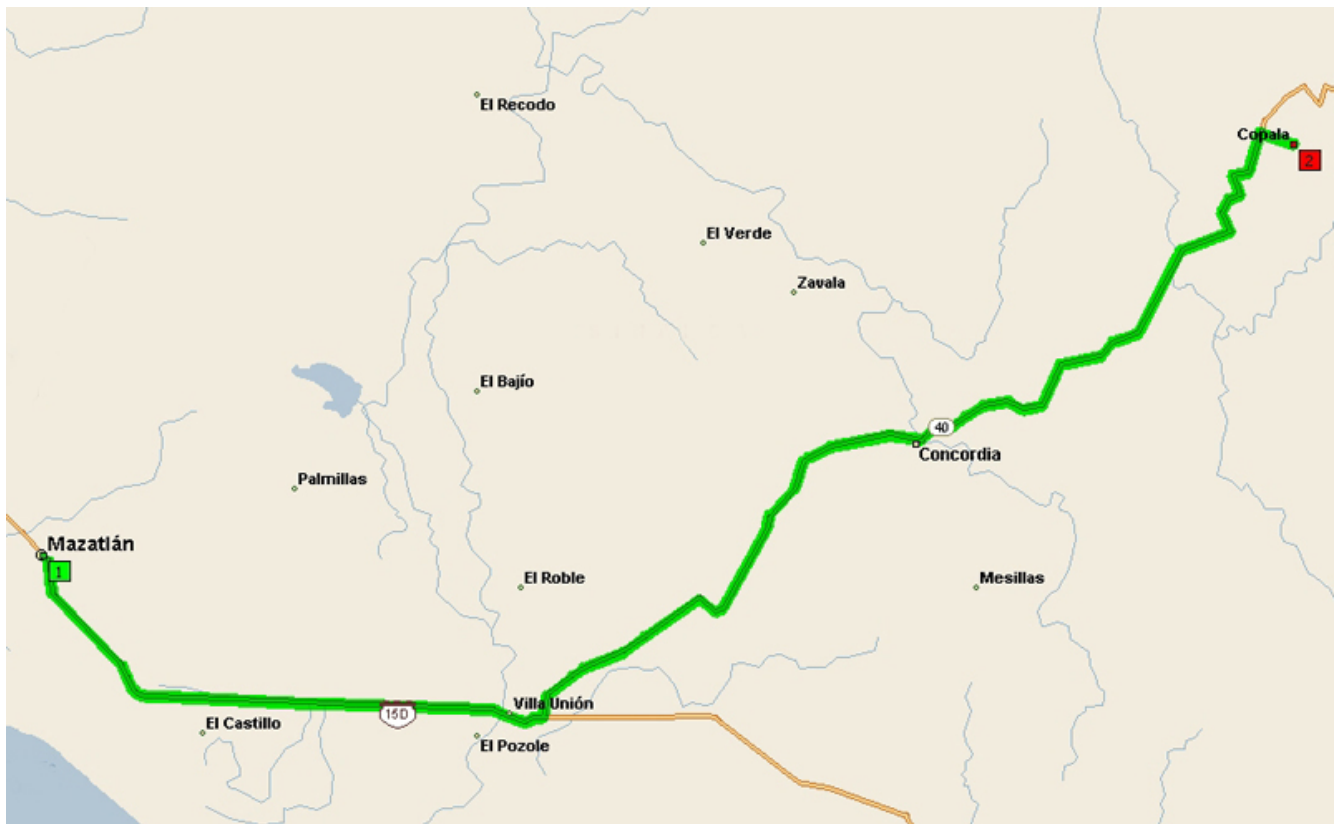 El Recodo
Copala
2
El Verde
Zavala
El Bajío
40
Concordia
Palmillas
Mazatlán
1
El Roble
Mesillas
Villa Unión
15D
El Castillo
El Pozole